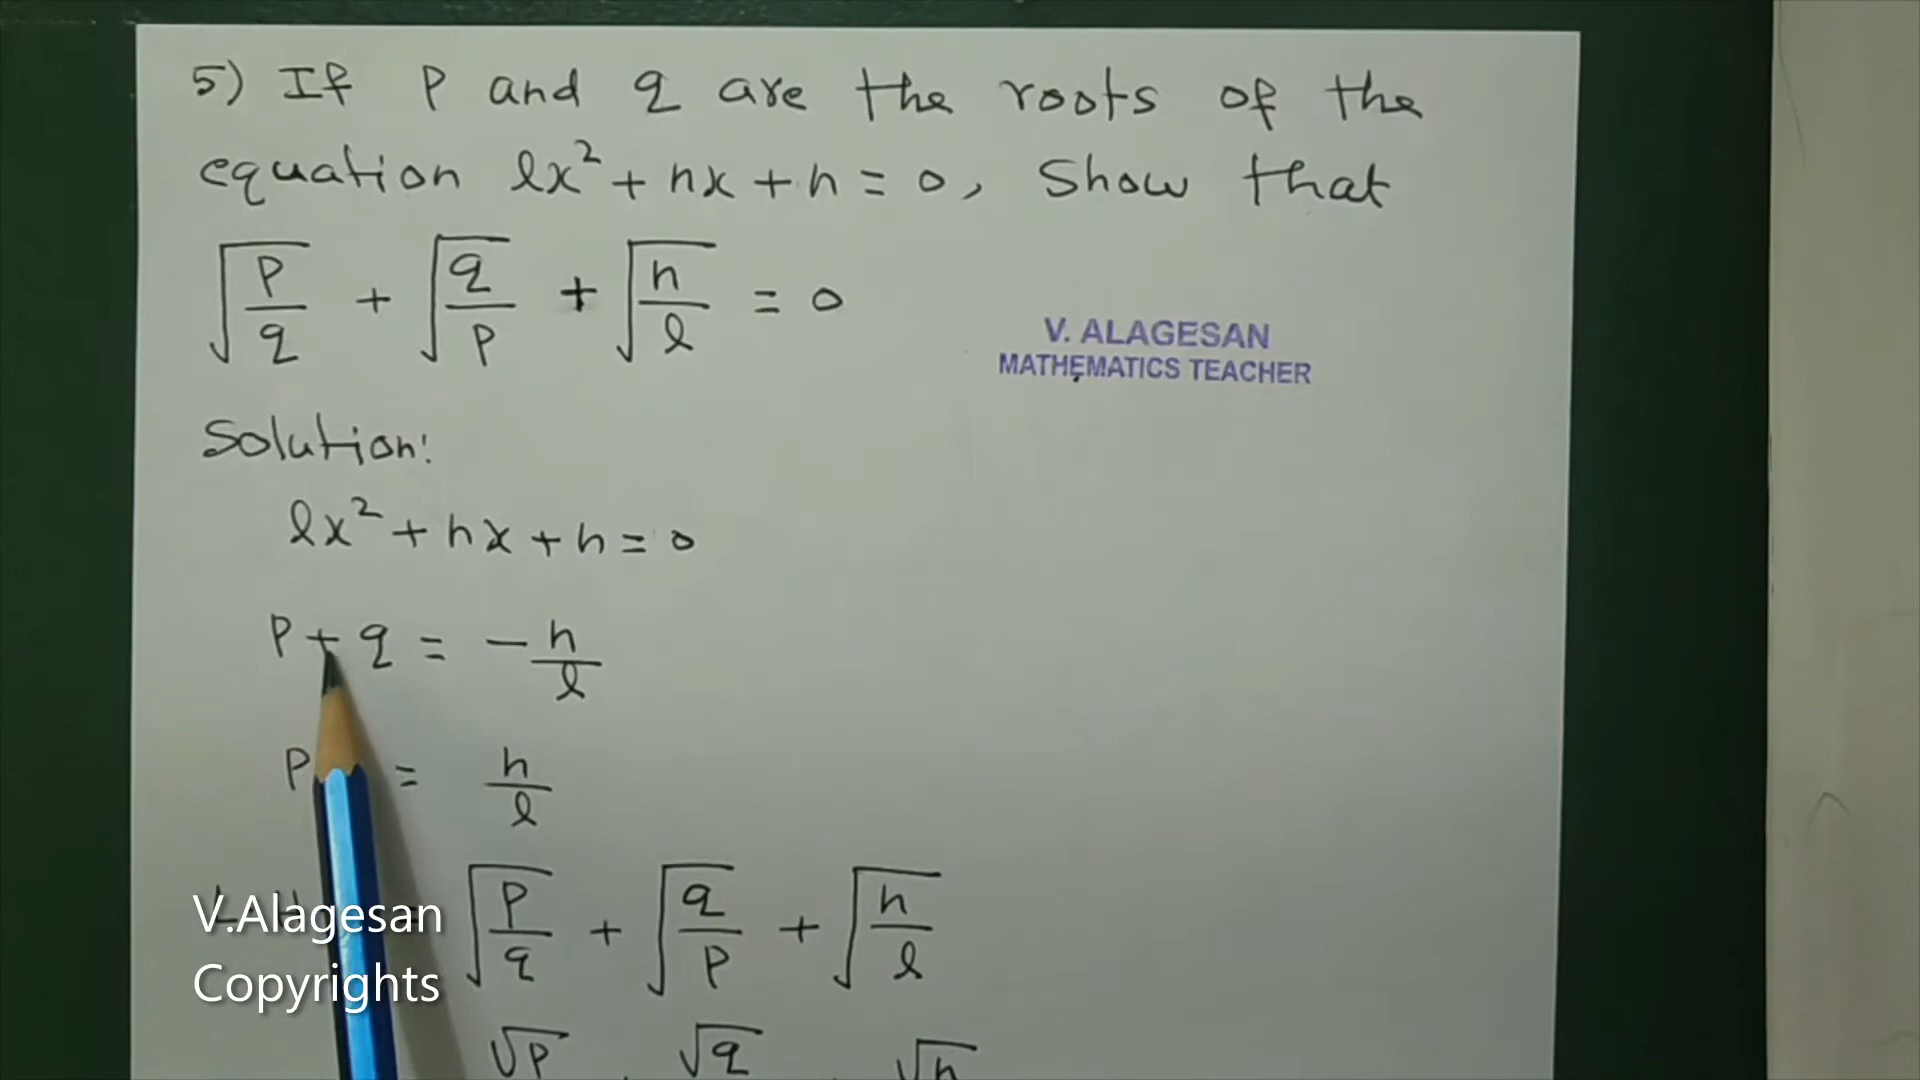 5) If p and q are the roots of the
equation lx² + nx + n = 0, Show that
√(p/q) + √(q/p) + √(n/l) = 0
V. ALAGESAN
MATHEMATICS TEACHER
Solution:
lx² + nx + n = 0
p + q = -n/l
p = n/l
= √(p/q) + √(q/p) + √(n/l)
V.Alagesan
Copyrights
√p √q √n